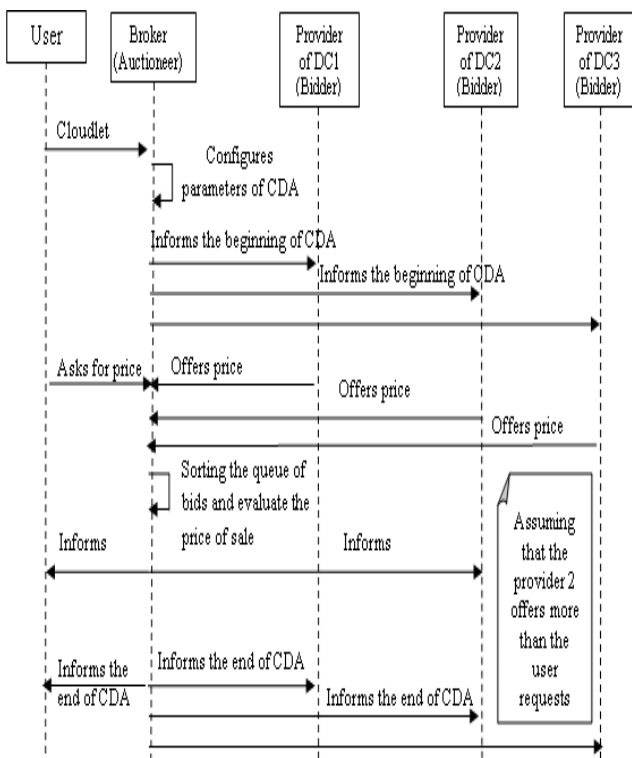 User
Broker
(Auctioneer)
Provider
of DC1
(Bidder)
Provider
of DC2
(Bidder)
Provider
of DC3
(Bidder)
Cloudlet
Configures
parameters of CDA
Informs the beginning of CDA
Informs the beginning of CDA
Asks for price
Offers price
Offers price
Offers price
Sorting the queue of
bids and evaluate the
price of sale
Informs
Informs
Assuming
that the
provider 2
offers more
than the
user
requests
Informs the
end of CDA
Informs the end of CDA
Informs the end of CDA